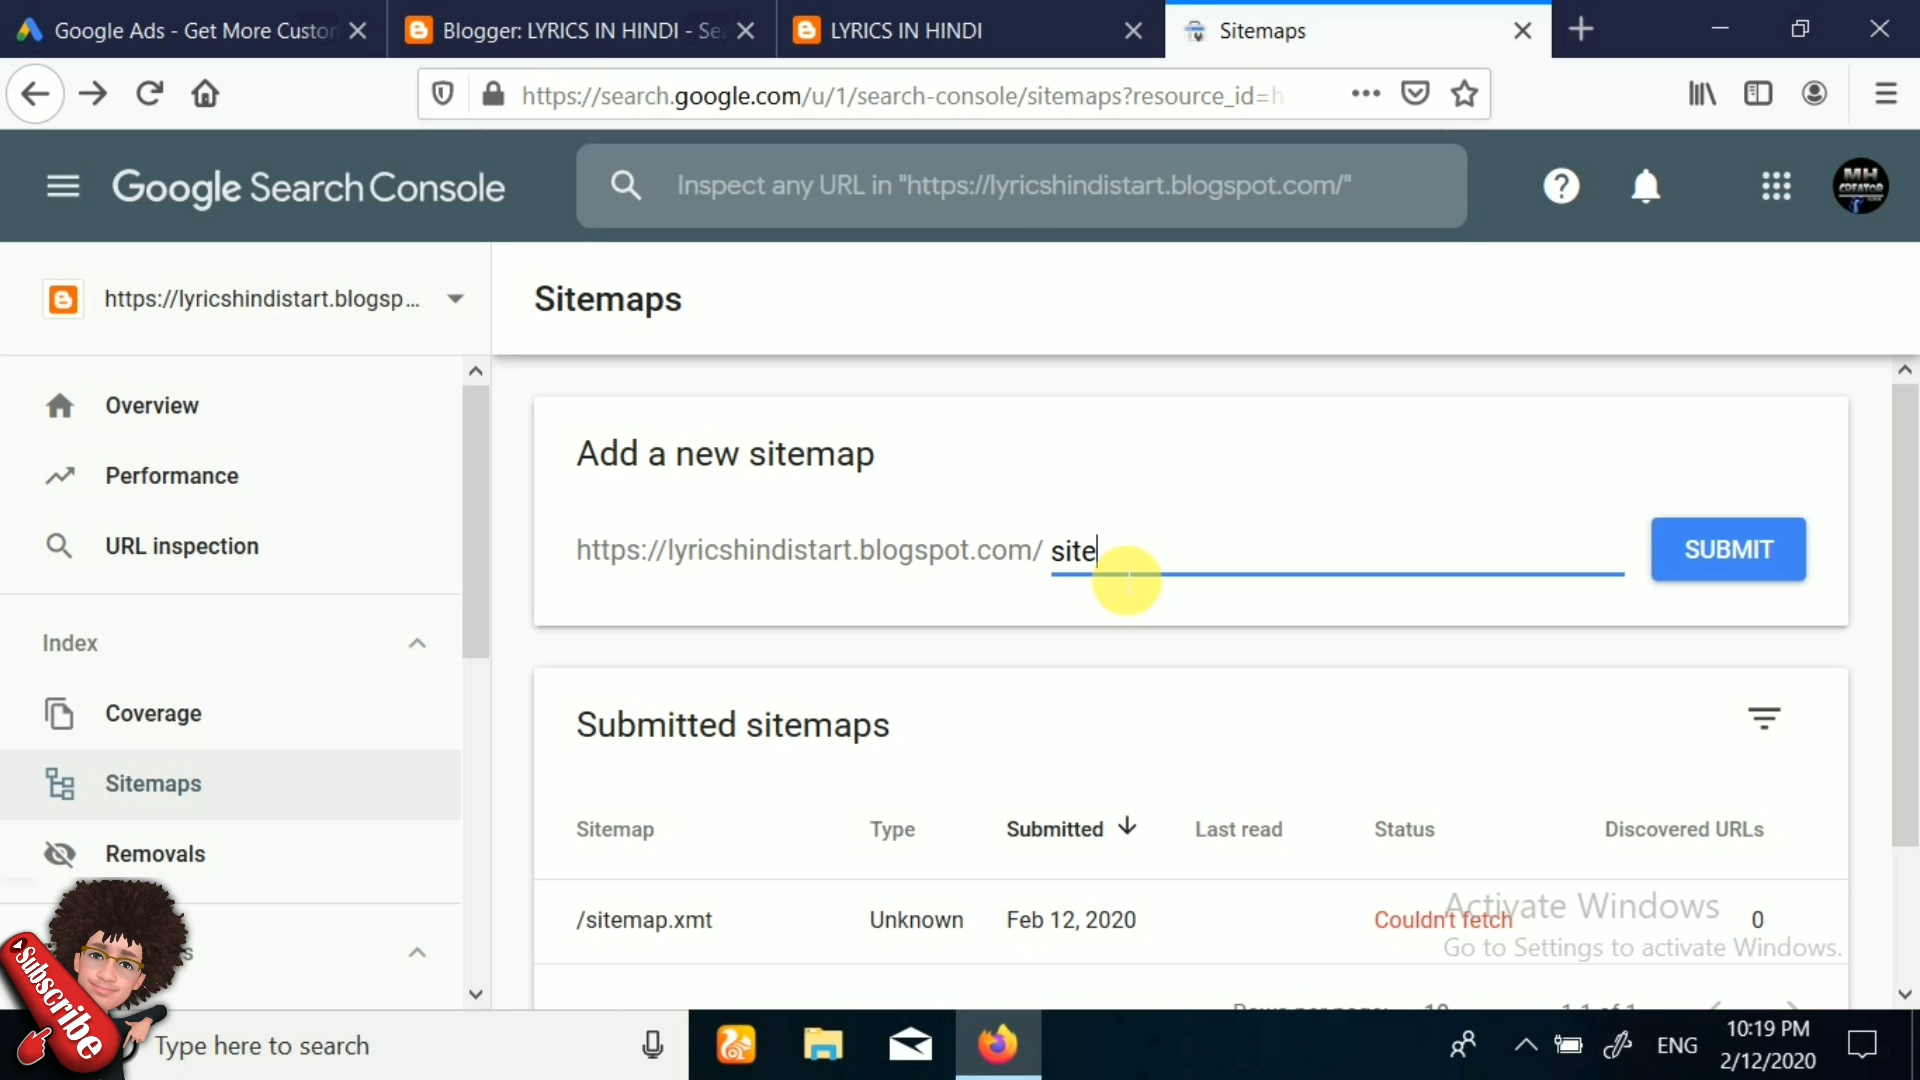 Google Ads - Get More Custo
Blogger: LYRICS IN HINDI - Se
LYRICS IN HINDI
Sitemaps
https://search.google.com/u/1/search-console/sitemaps?resource_id=h
Google Search Console
Inspect any URL in "https://lyricshindistart.blogspot.com/"
MH
CREATOR
https://lyricshindistart.blogsp...
Sitemaps
Overview
Performance
URL inspection
Index
Coverage
Sitemaps
Removals
Add a new sitemap
https://lyricshindistart.blogspot.com/ site
SUBMIT
Submitted sitemaps
Sitemap Type Submitted Last read Status Discovered URLs
/sitemap.xmt Unknown Feb 12, 2020 Couldn't fetch 0
Activate Windows
Go to Settings to activate Windows.
Subscribe
Type here to search
ENG
10:19 PM
2/12/2020